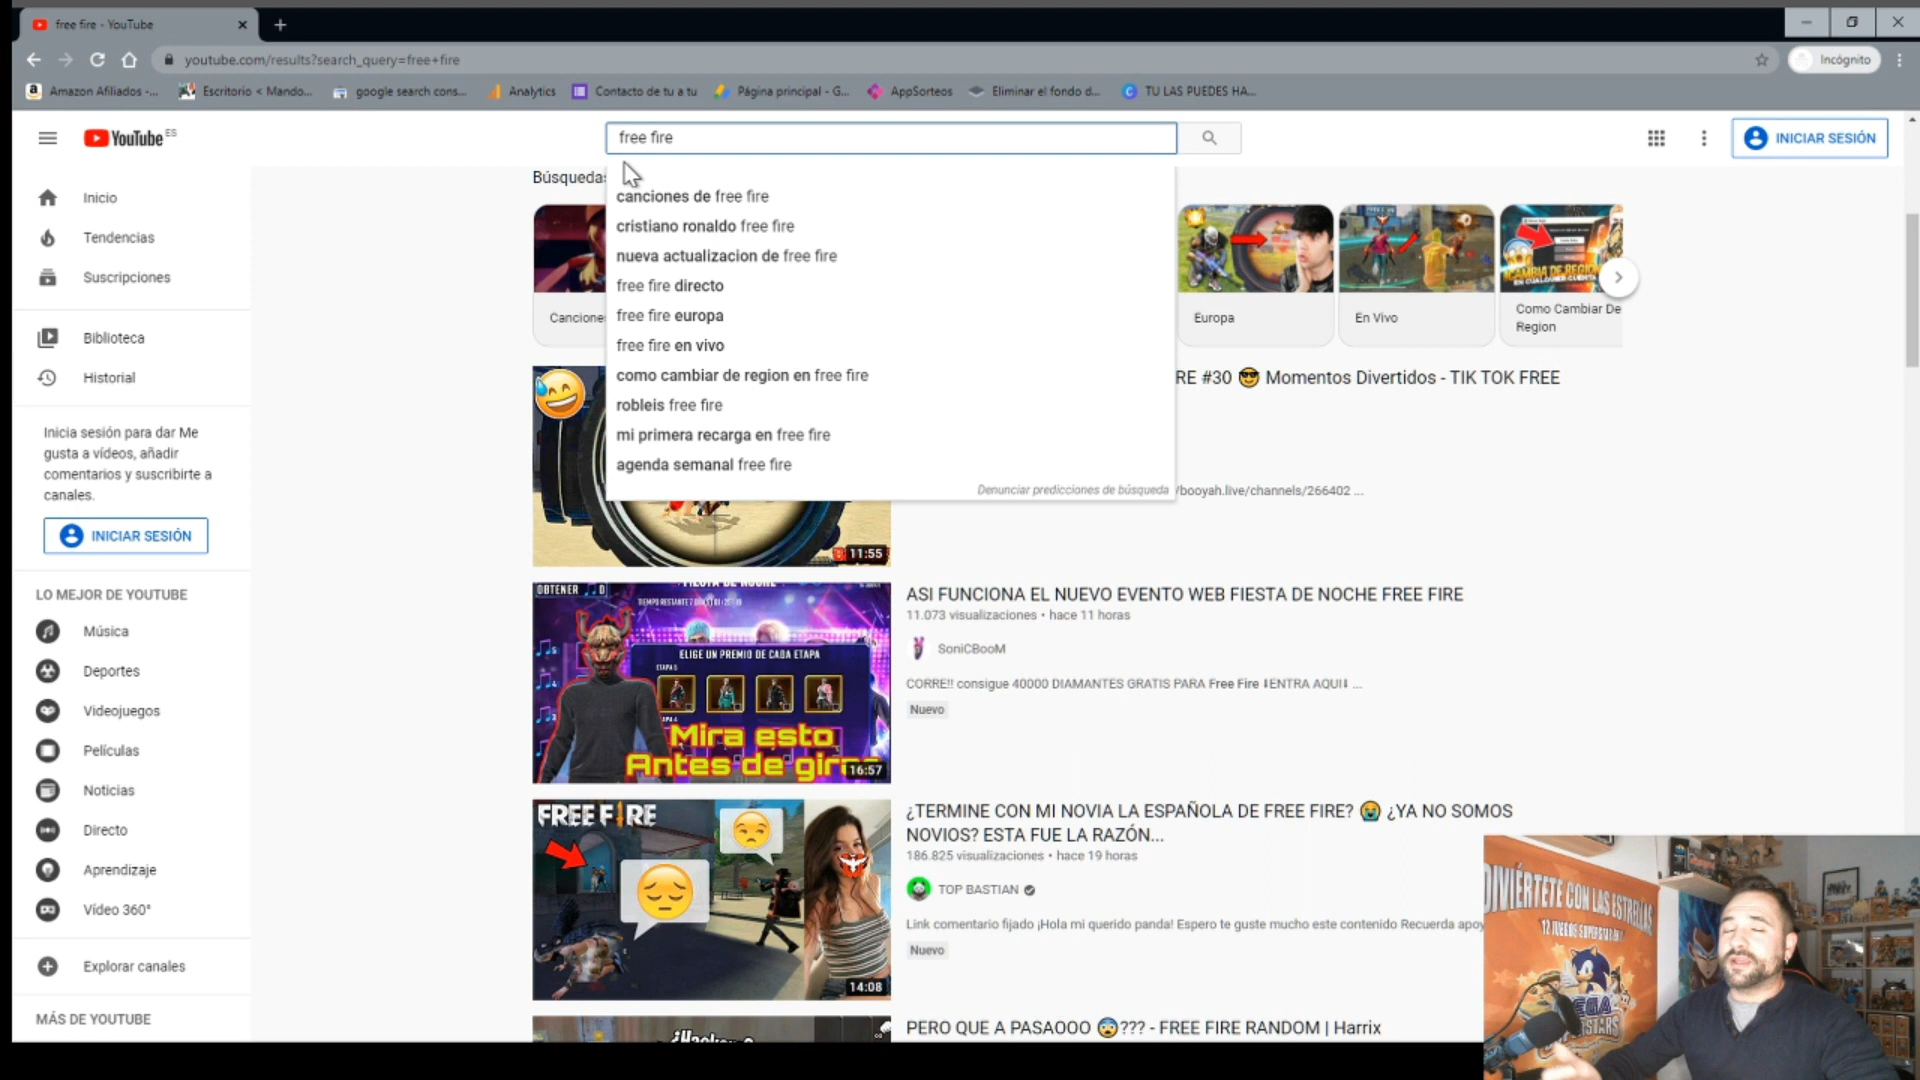 free fire - YouTube
youtube.com/results?search_query=free+fire
Incógnito
Amazon Afiliados -...
Escritorio < Mando...
google search cons...
Analytics
Contacto de tu a tu
Página principal - G...
AppSorteos
Eliminar el fondo d...
TU LAS PUEDES HA...
YouTube ES
free fire
INICIAR SESIÓN
Inicio
Tendencias
Suscripciones
Biblioteca
Historial
Inicia sesión para dar Me
gusta a vídeos, añadir
comentarios y suscribirte a
canales.
INICIAR SESIÓN
LO MEJOR DE YOUTUBE
Música
Deportes
Videojuegos
Películas
Noticias
Directo
Aprendizaje
Vídeo 360°
Explorar canales
MÁS DE YOUTUBE
Búsquedas
canciones de free fire
cristiano ronaldo free fire
nueva actualizacion de free fire
free fire directo
free fire europa
free fire en vivo
como cambiar de region en free fire
robleis free fire
mi primera recarga en free fire
agenda semanal free fire
Denunciar predicciones de búsqueda
Cancione
Europa
En Vivo
CAMBIA DE REGION
Como Cambiar De
Region
RE #30 😎 Momentos Divertidos - TIK TOK FREE
/booyah.live/channels/266402 ...
11:55
OBTENER
ELIGE UN PREMIO DE CADA ETAPA
ETAPA 5
Mira esto
Antes de gir
16:57
ASI FUNCIONA EL NUEVO EVENTO WEB FIESTA DE NOCHE FREE FIRE
11.073 visualizaciones • hace 11 horas
SoniCBooM
CORRE!! consigue 40000 DIAMANTES GRATIS PARA Free Fire ⬇ENTRA AQUI⬇ ...
Nuevo
FREE FIRE
14:08
¿TERMINE CON MI NOVIA LA ESPAÑOLA DE FREE FIRE? 😭 ¿YA NO SOMOS
NOVIOS? ESTA FUE LA RAZÓN...
186.825 visualizaciones • hace 19 horas
TOP BASTIAN
Link comentario fijado ¡Hola mi querido panda! Espero te guste mucho este contenido Recuerda apoy
Nuevo
PERO QUE A PASAOOO 😨??? - FREE FIRE RANDOM | Harrix
DIVIÉRTETE CON LAS ESTRELLAS
12 JUEGOS SUPERSTAR